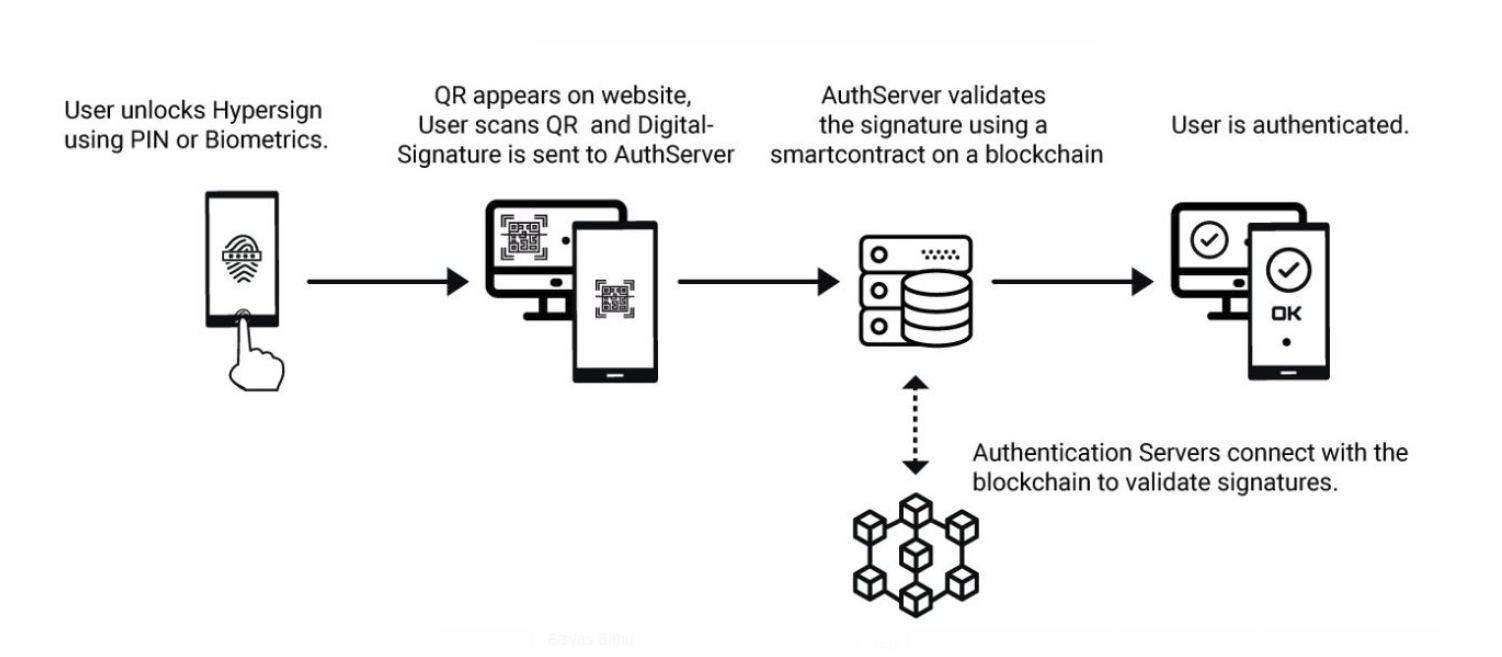 User unlocks Hypersign
using PIN or Biometrics.
QR appears on website,
User scans QR and Digital-
Signature is sent to AuthServer
AuthServer validates
the signature using a
smartcontract on a blockchain
User is authenticated.
OK
Authentication Servers connect with the
blockchain to validate signatures.